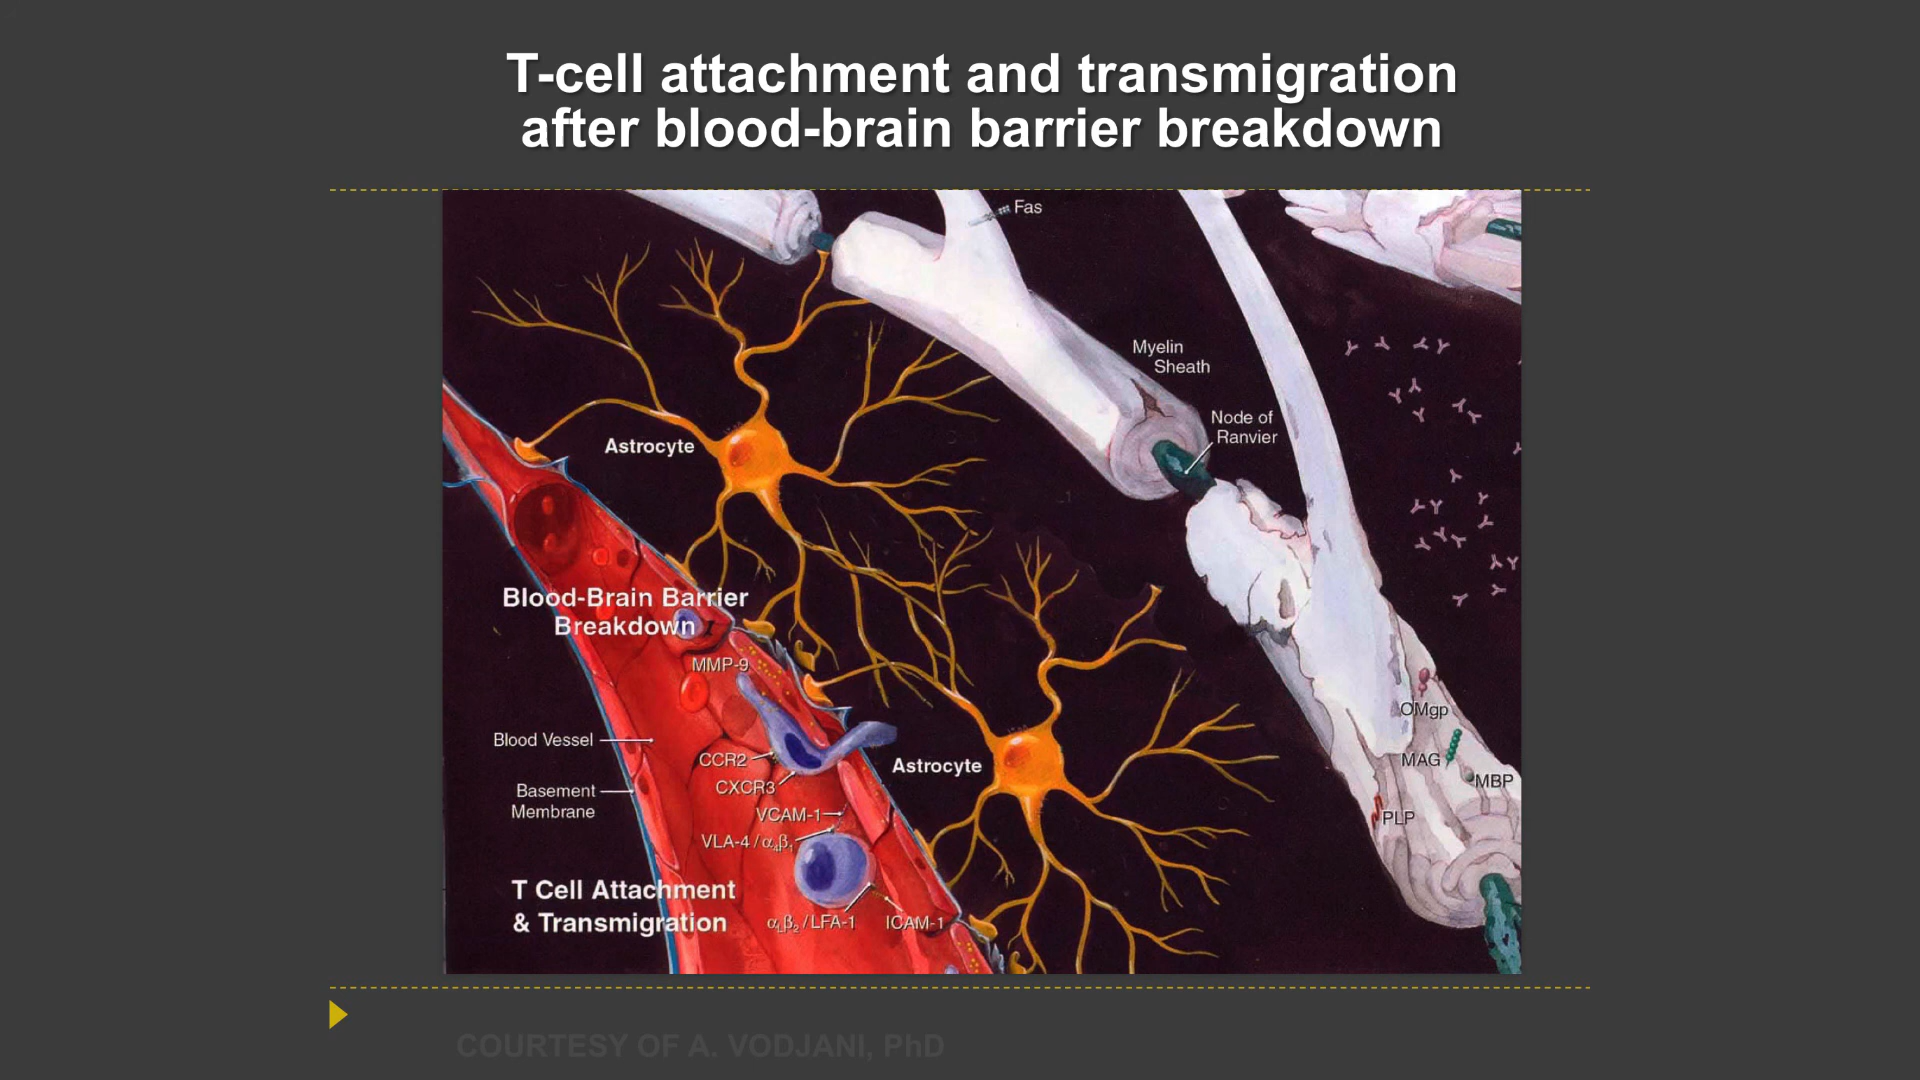 T-cell attachment and transmigration
after blood-brain barrier breakdown
Fas
Myelin
Sheath
Node of
Ranvier
Astrocyte
Blood-Brain Barrier
Breakdown
MMP-9
OMgp
Blood Vessel
CCR2
MAG
Astrocyte
MBP
CXCR3
Basement
Membrane
VCAM-1
PLP
VLA-4 / α₄β₁
T Cell Attachment
& Transmigration
αLβ₂ / LFA-1
ICAM-1
COURTESY OF A. VODJANI, PhD